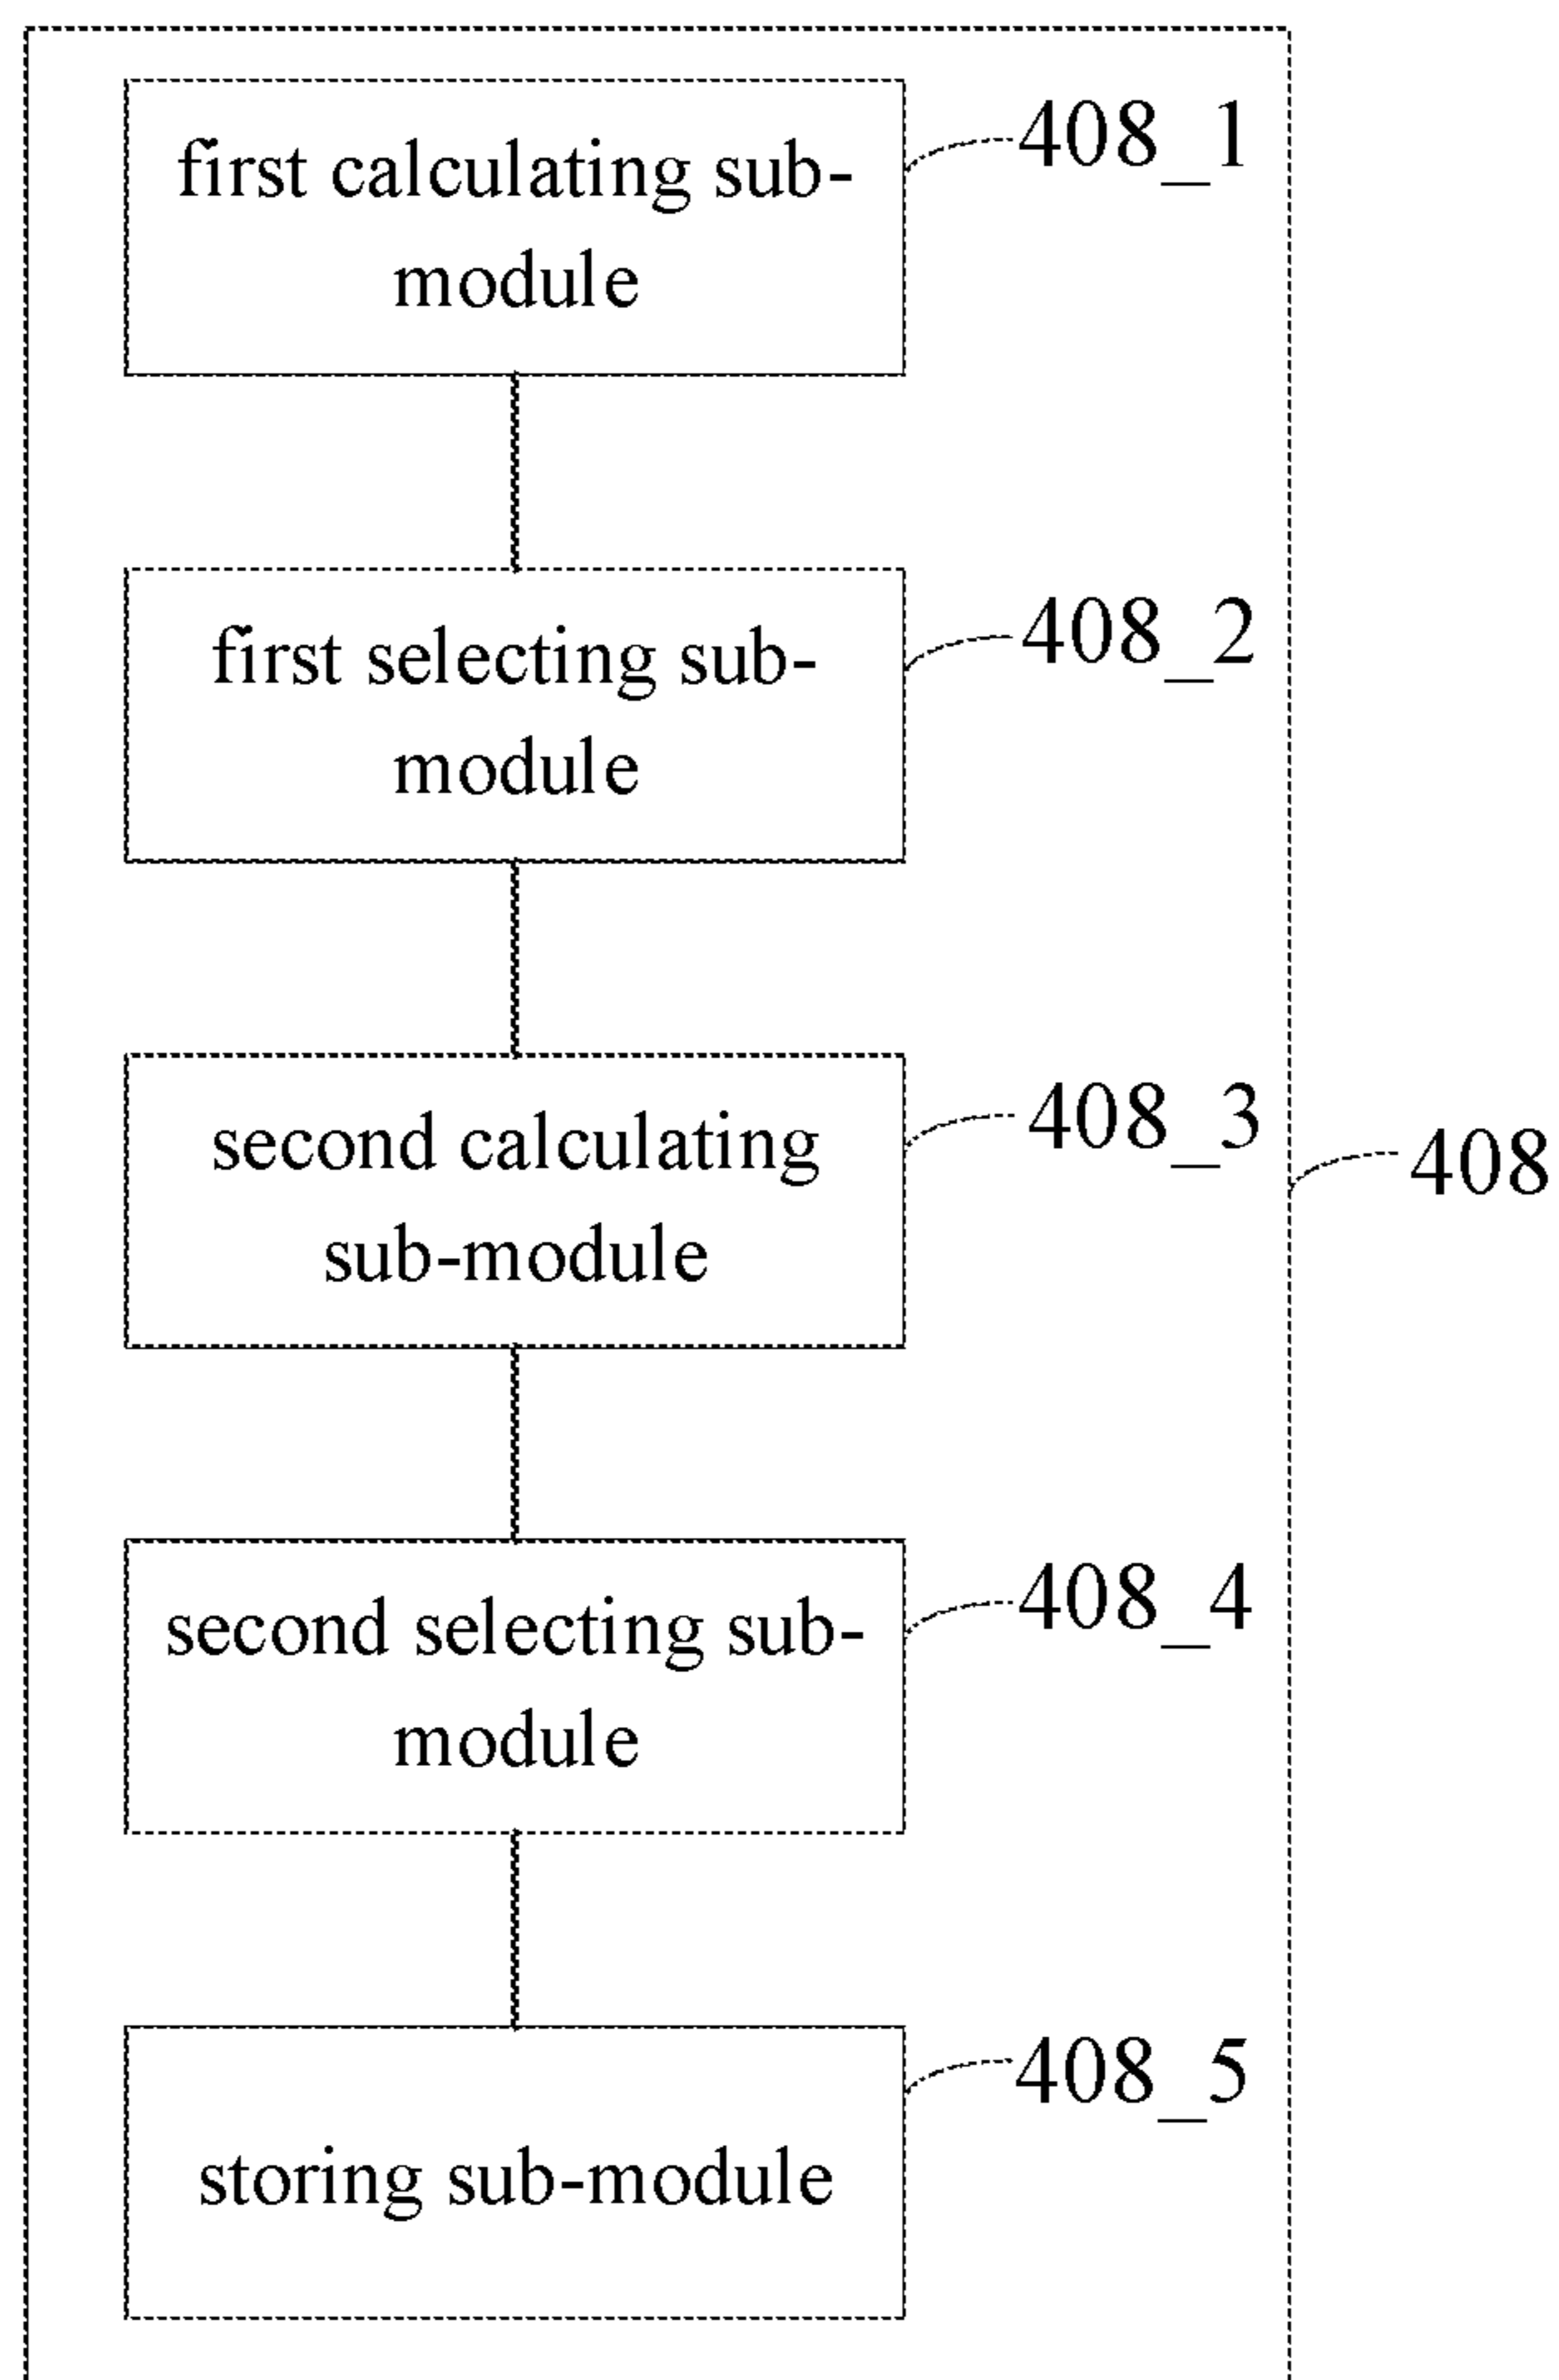 first calculating sub-
module
408_1
first selecting sub-
module
408_2
second calculating
sub-module
408_3
408
second selecting sub-
module
408_4
storing sub-module
408_5